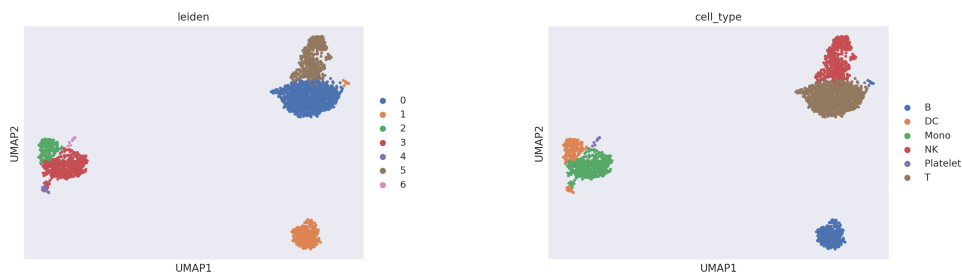 leiden
UMAP2
UMAP1
0
1
2
3
4
5
6
cell_type
UMAP2
UMAP1
B
DC
Mono
NK
Platelet
T